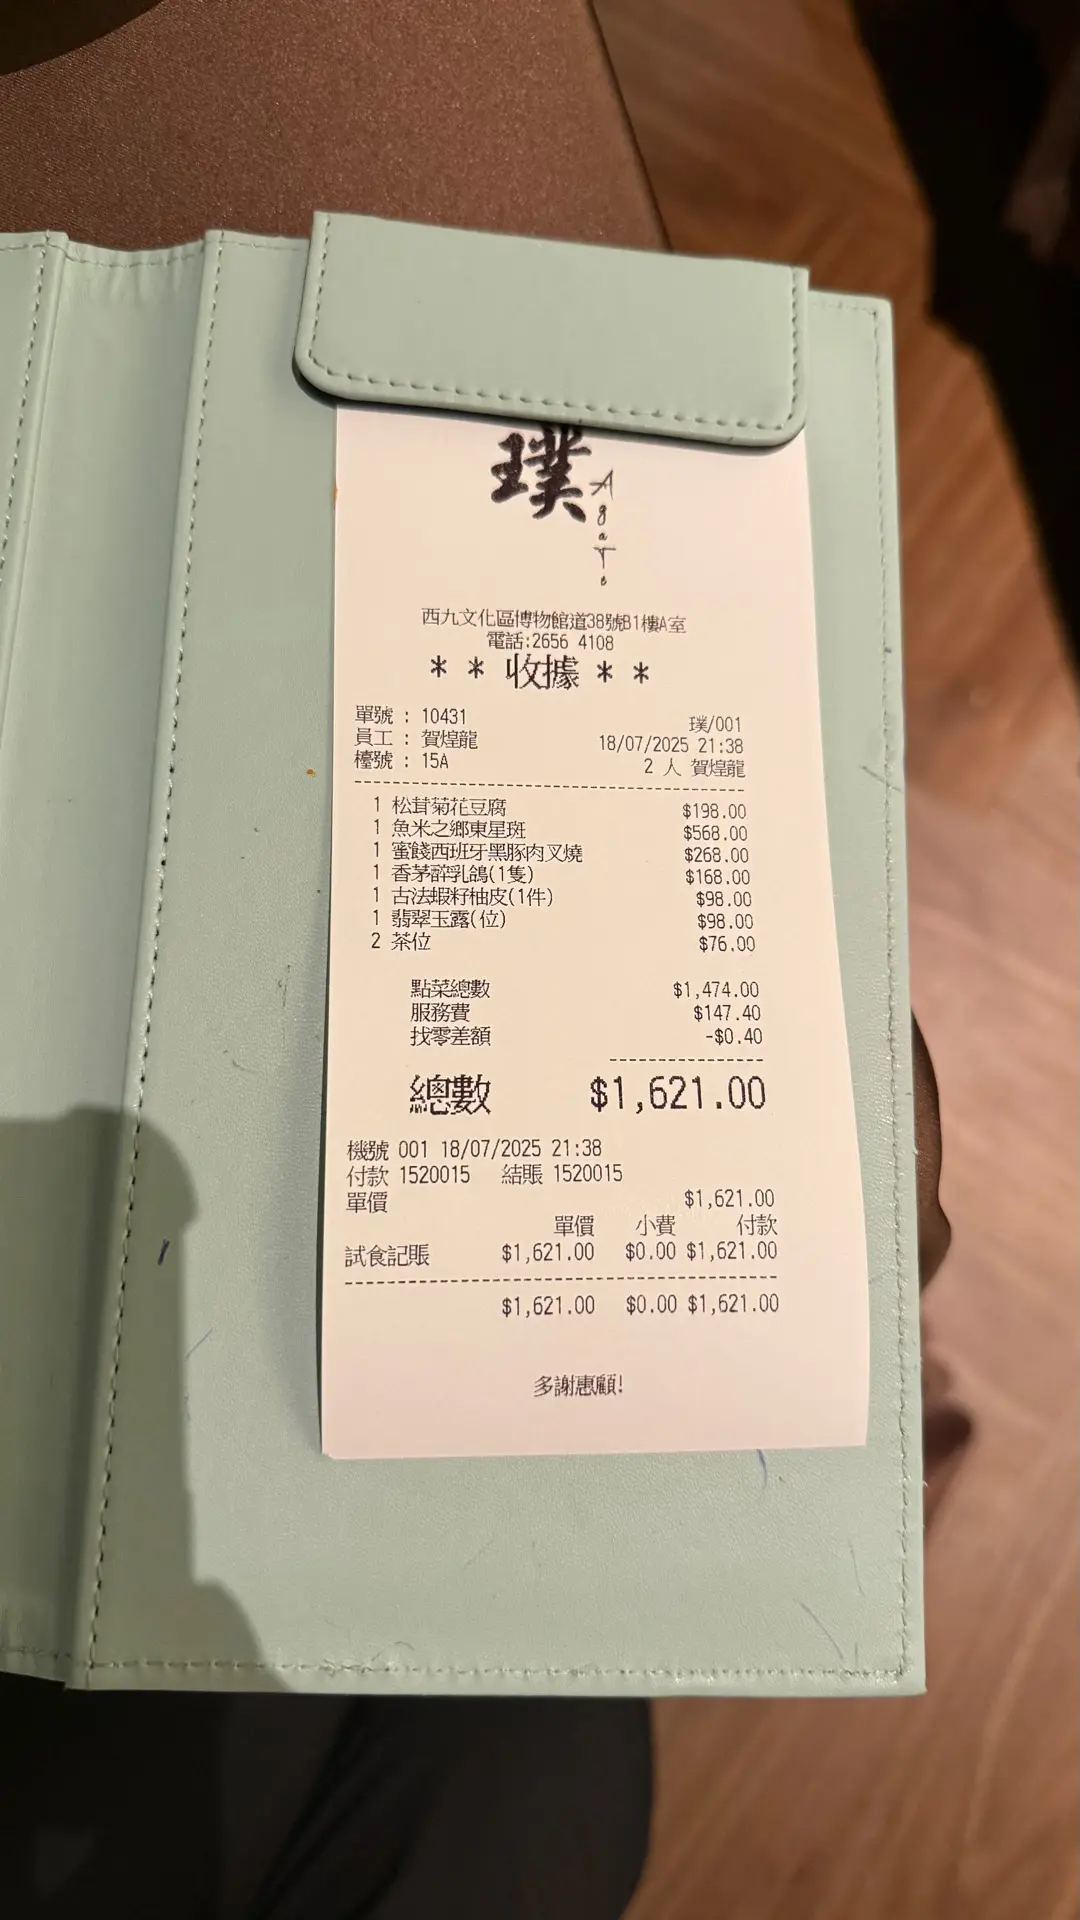 璞
Agate
西九文化區博物館道38號B1樓A室
電話:2656 4108
* * 收據 * *
單號 : 10431 璞/001
員工 : 賀煌龍 18/07/2025 21:38
檯號 : 15A 2 人 賀煌龍
1 松茸菊花豆腐 $198.00
1 魚米之鄉東星斑 $568.00
1 蜜餞西班牙黑豚肉叉燒 $268.00
1 香茅醉乳鴿(1隻) $168.00
1 古法蝦籽柚皮(1件) $98.00
1 翡翠玉露(位) $98.00
2 茶位 $76.00
點菜總數 $1,474.00
服務費 $147.40
找零差額 -$0.40
總數 $1,621.00
機號 001 18/07/2025 21:38
付款 1520015 結賬 1520015
單價 $1,621.00
單價 小費 付款
試食記賬 $1,621.00 $0.00 $1,621.00
$1,621.00 $0.00 $1,621.00
多謝惠顧!